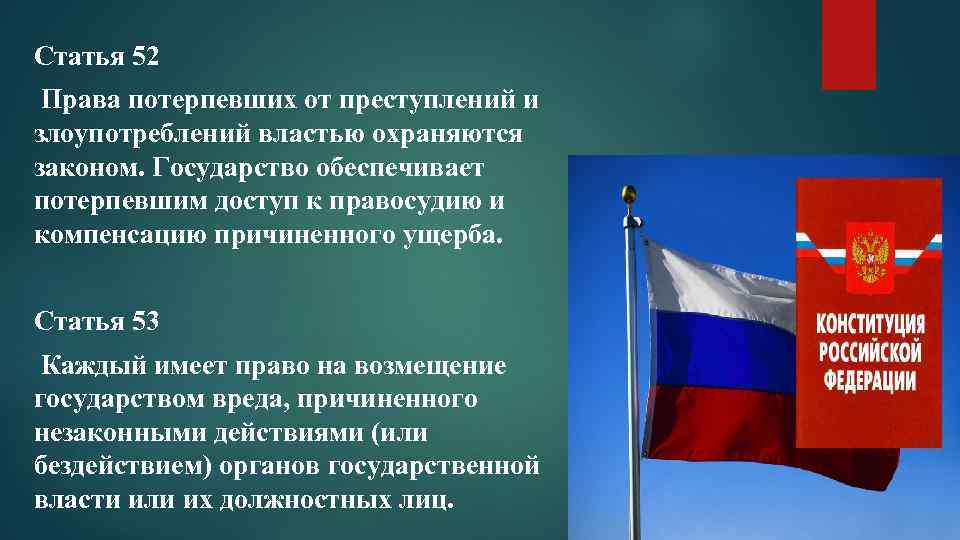 Статья 52
Права потерпевших от преступлений и
злоупотреблений властью охраняются
законом. Государство обеспечивает
потерпевшим доступ к правосудию и
компенсацию причиненного ущерба.
Статья 53
Каждый имеет право на возмещение
государством вреда, причиненного
незаконными действиями (или
бездействием) органов государственной
власти или их должностных лиц.
КОНСТИТУЦИЯ
РОССИЙСКОЙ
ФЕДЕРАЦИИ